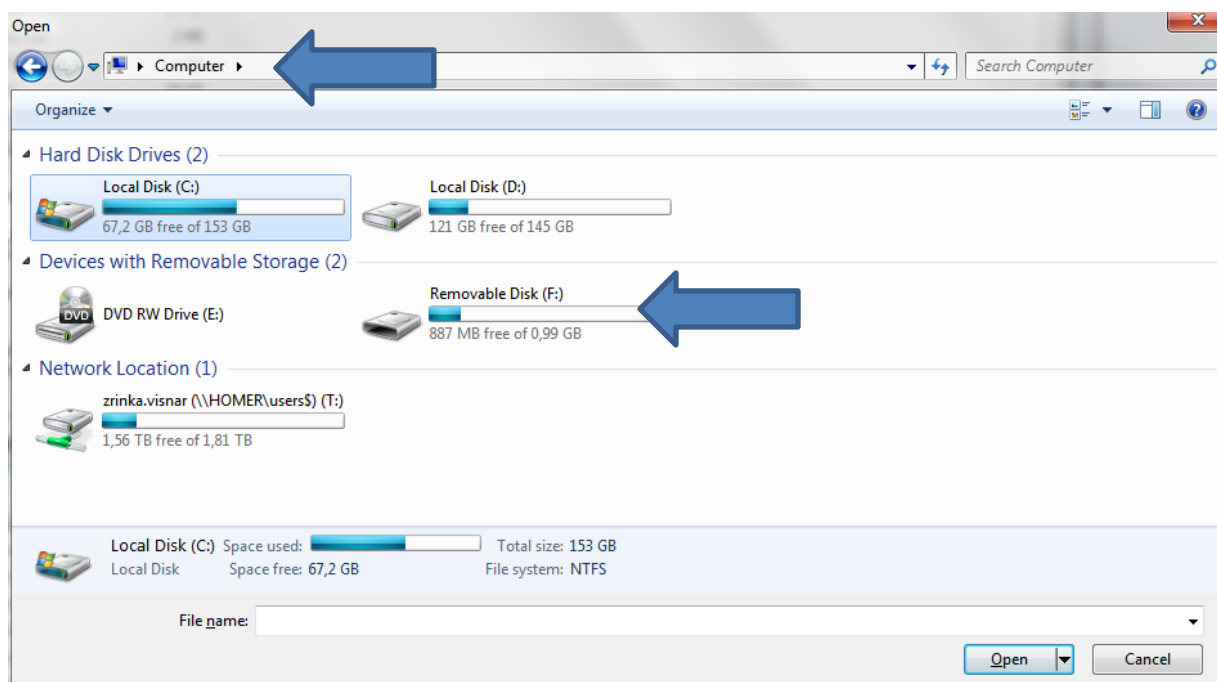 Open
Computer
Search Computer
Organize
Hard Disk Drives (2)
Local Disk (C:)
67,2 GB free of 153 GB
Local Disk (D:)
121 GB free of 145 GB
Devices with Removable Storage (2)
DVD
DVD RW Drive (E:)
Removable Disk (F:)
887 MB free of 0,99 GB
Network Location (1)
zrinka.visnar (\\HOMER\users$) (T:)
1,56 TB free of 1,81 TB
Local Disk (C:) Space used: Total size: 153 GB
Local Disk Space free: 67,2 GB File system: NTFS
File name:
Open Cancel